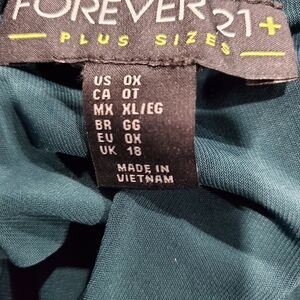 FOREVER 21+
PLUS SIZES
US 0X
CA 0T
MX XL/EG
BR GG
EU 0X
UK 18
MADE IN
VIETNAM